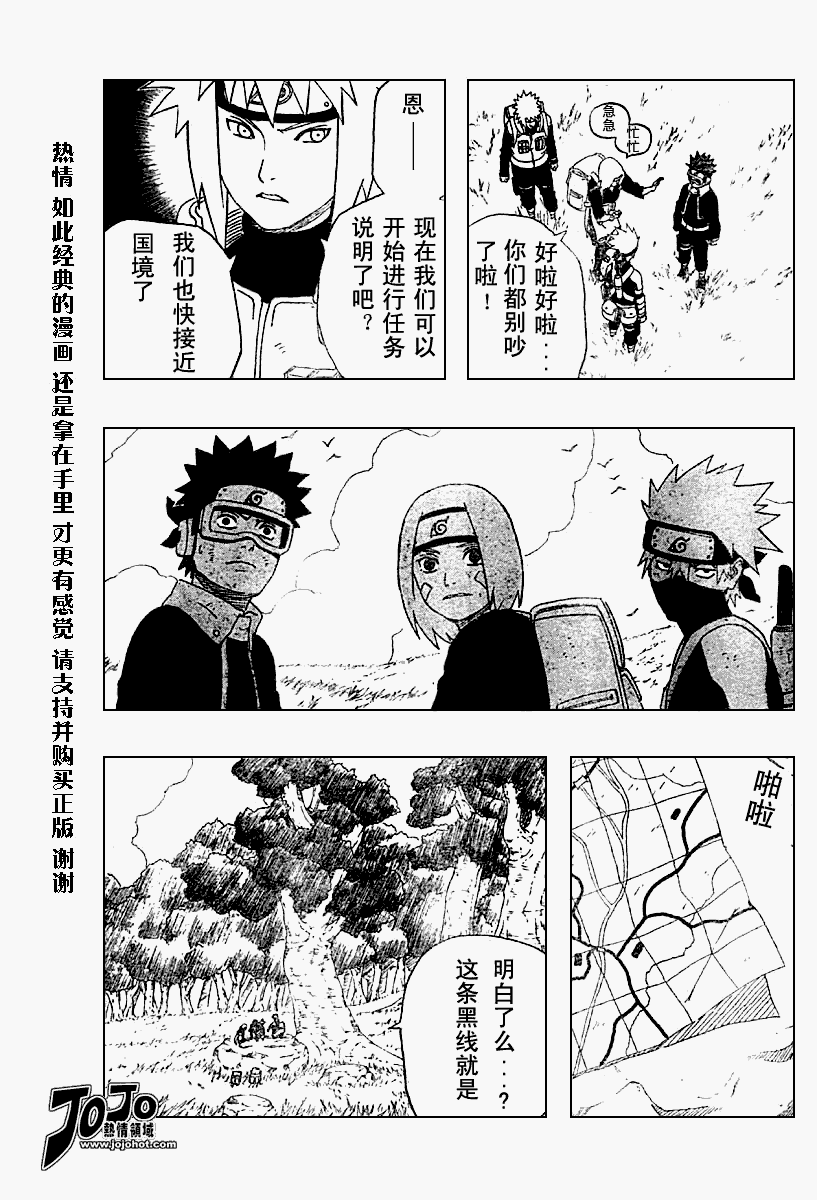 急急
忙忙
好啦好啦...
你们都别吵
了啦！
恩——
现在我们可以
开始进行任务
说明了吧？
我们也快接近
国境了
啪啦
明白了么...?
这条黑线就是
热情 如此经典的漫画 还是拿在手里 才更有感觉 请支持并购买正版 谢谢
JOJO
热情領域
www.jojohot.com